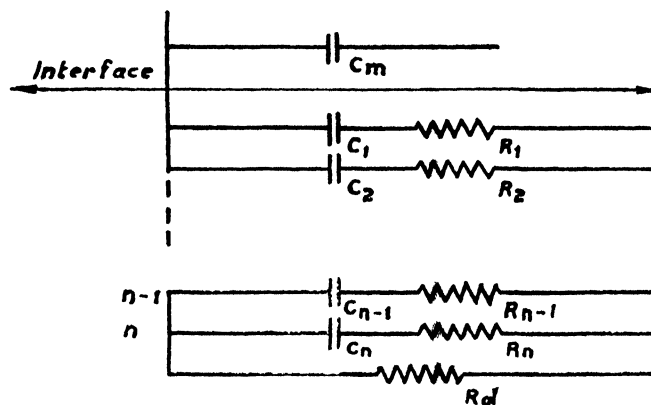 Cm
Interface
C1 R1
C2 R2
n-1 Cn-1 Rn-1
n Cn Rn
Rd